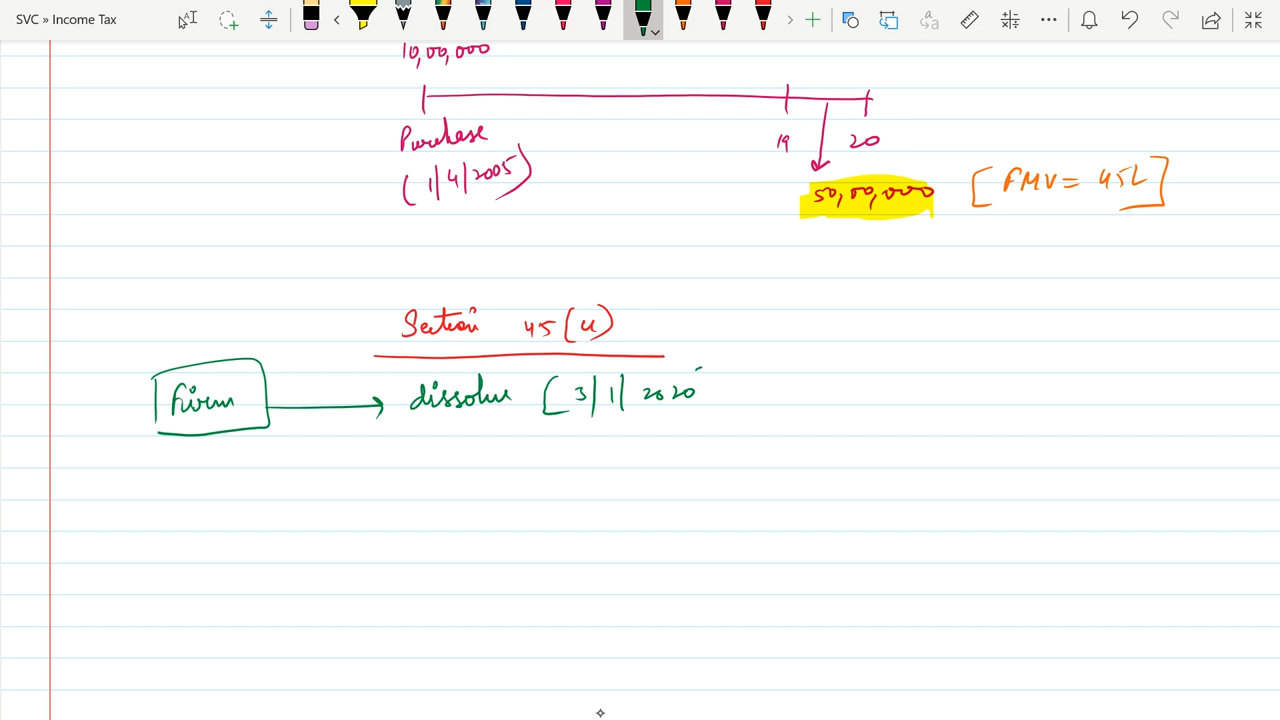 SVC » Income Tax
10,00,000
Purchase
19
20
(1/4/2005)
50,00,000
[FMV = 45L]
Section 45(4)
Firm
dissolve [3/1/2020